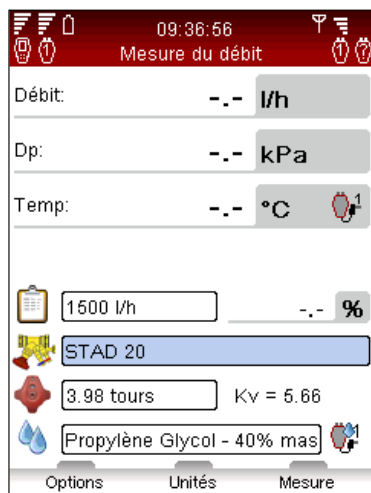 09:36:56
Mesure du débit
Débit: -.- l/h
Dp: -.- kPa
Temp: -.- °C 1
1500 l/h -.- %
STAD 20
3.98 tours Kv = 5.66
Propylène Glycol - 40% mas
Options Unités Mesure